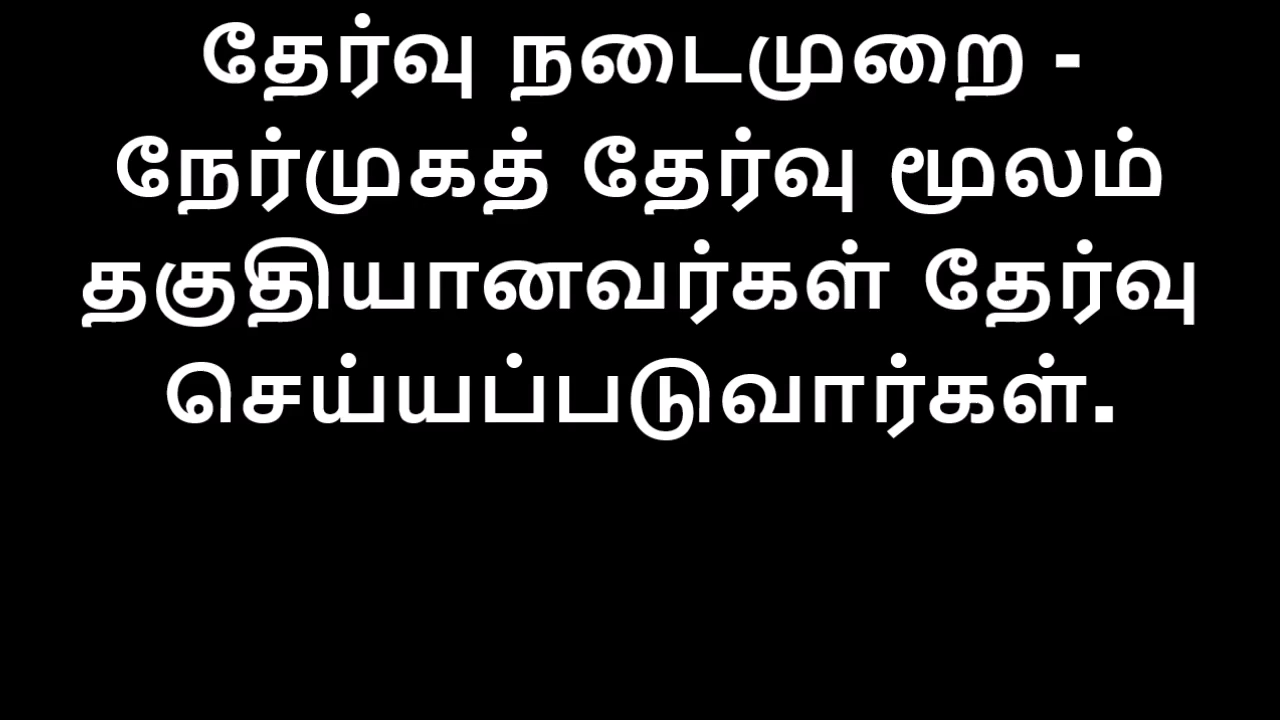 தேர்வு நடைமுறை -
நேர்முகத் தேர்வு மூலம்
தகுதியானவர்கள் தேர்வு
செய்யப்படுவார்கள்.